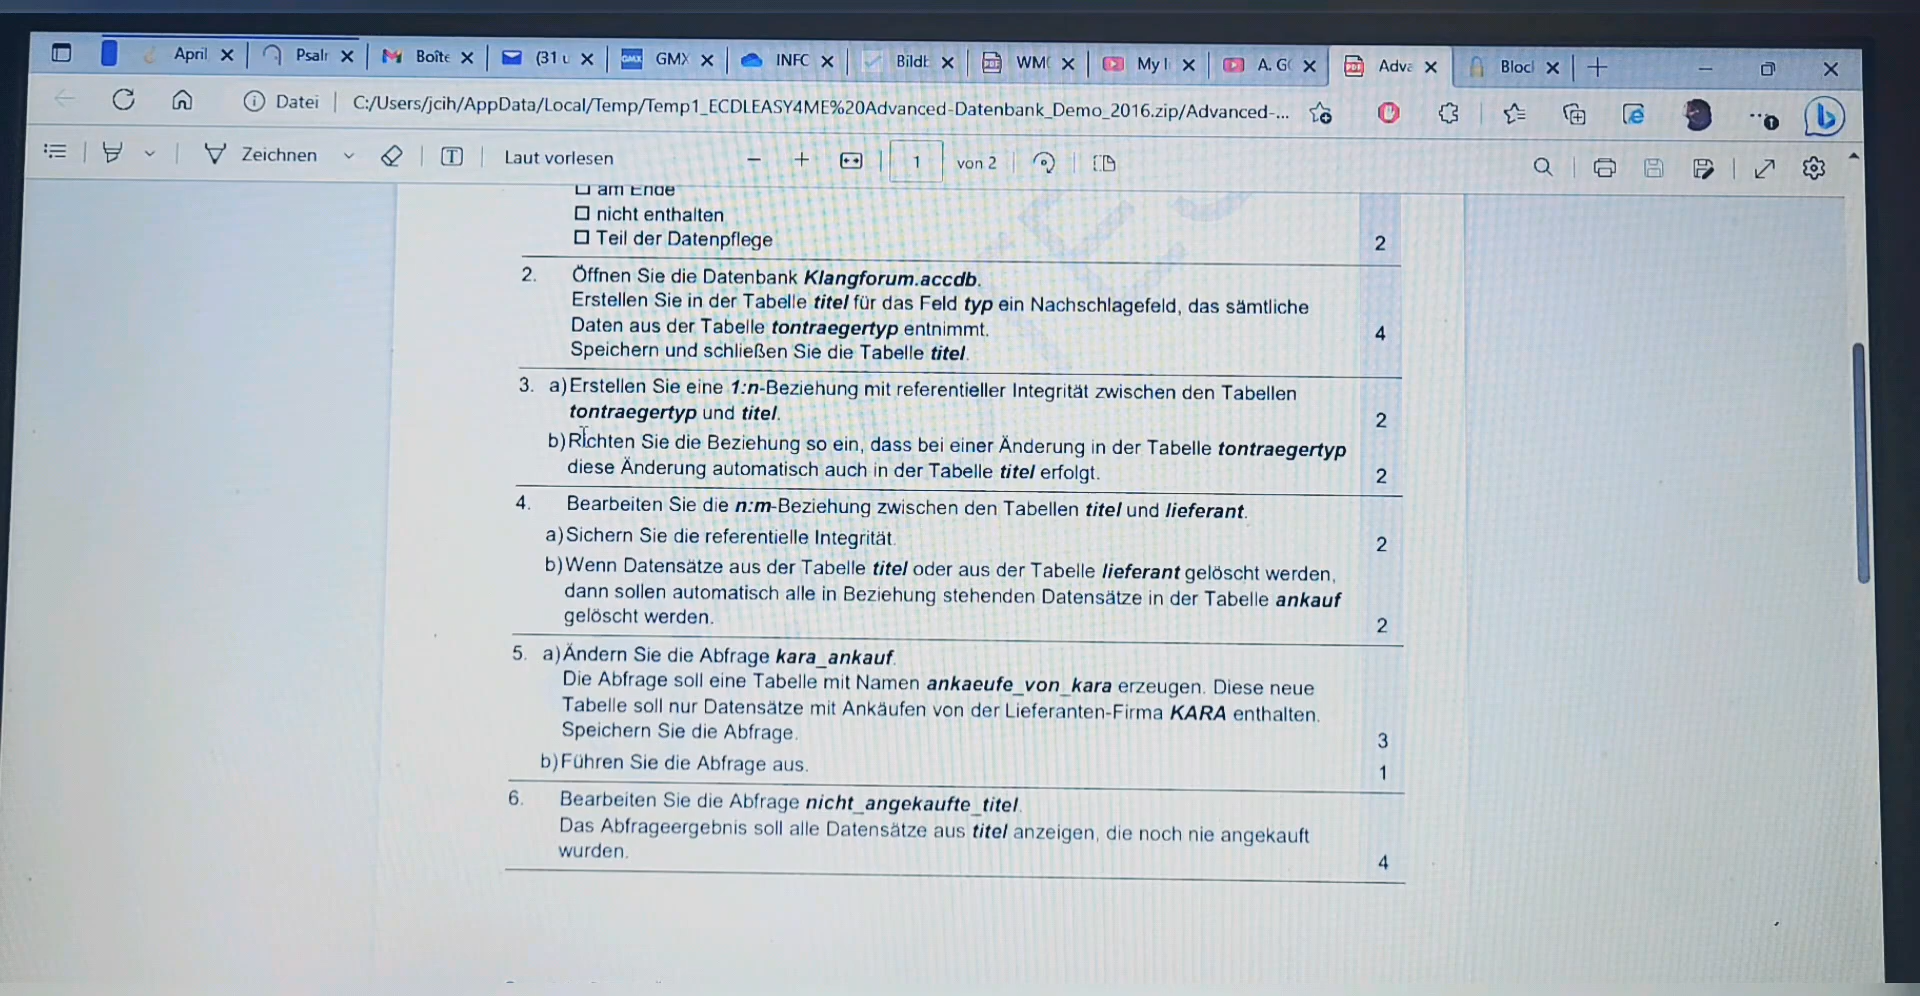 April
Psalr
Boîte
(31 u
GMX
INFC
Bildt
WM(
My l
A. G(
Adva
Blocl
Datei
C:/Users/jcih/AppData/Local/Temp/Temp1_ECDLEASY4ME%20Advanced-Datenbank_Demo_2016.zip/Advanced-...
Zeichnen
Laut vorlesen
1 von 2
am Ende
nicht enthalten
Teil der Datenpflege 2
2. Öffnen Sie die Datenbank Klangforum.accdb.
Erstellen Sie in der Tabelle titel für das Feld typ ein Nachschlagefeld, das sämtliche
Daten aus der Tabelle tontraegertyp entnimmt. 4
Speichern und schließen Sie die Tabelle titel.
3. a) Erstellen Sie eine 1:n-Beziehung mit referentieller Integrität zwischen den Tabellen
tontraegertyp und titel. 2
b) Richten Sie die Beziehung so ein, dass bei einer Änderung in der Tabelle tontraegertyp
diese Änderung automatisch auch in der Tabelle titel erfolgt. 2
4. Bearbeiten Sie die n:m-Beziehung zwischen den Tabellen titel und lieferant.
a) Sichern Sie die referentielle Integrität. 2
b) Wenn Datensätze aus der Tabelle titel oder aus der Tabelle lieferant gelöscht werden,
dann sollen automatisch alle in Beziehung stehenden Datensätze in der Tabelle ankauf
gelöscht werden. 2
5. a) Ändern Sie die Abfrage kara_ankauf.
Die Abfrage soll eine Tabelle mit Namen ankaeufe_von_kara erzeugen. Diese neue
Tabelle soll nur Datensätze mit Ankäufen von der Lieferanten-Firma KARA enthalten.
Speichern Sie die Abfrage. 3
b) Führen Sie die Abfrage aus. 1
6. Bearbeiten Sie die Abfrage nicht_angekaufte_titel.
Das Abfrageergebnis soll alle Datensätze aus titel anzeigen, die noch nie angekauft
wurden. 4